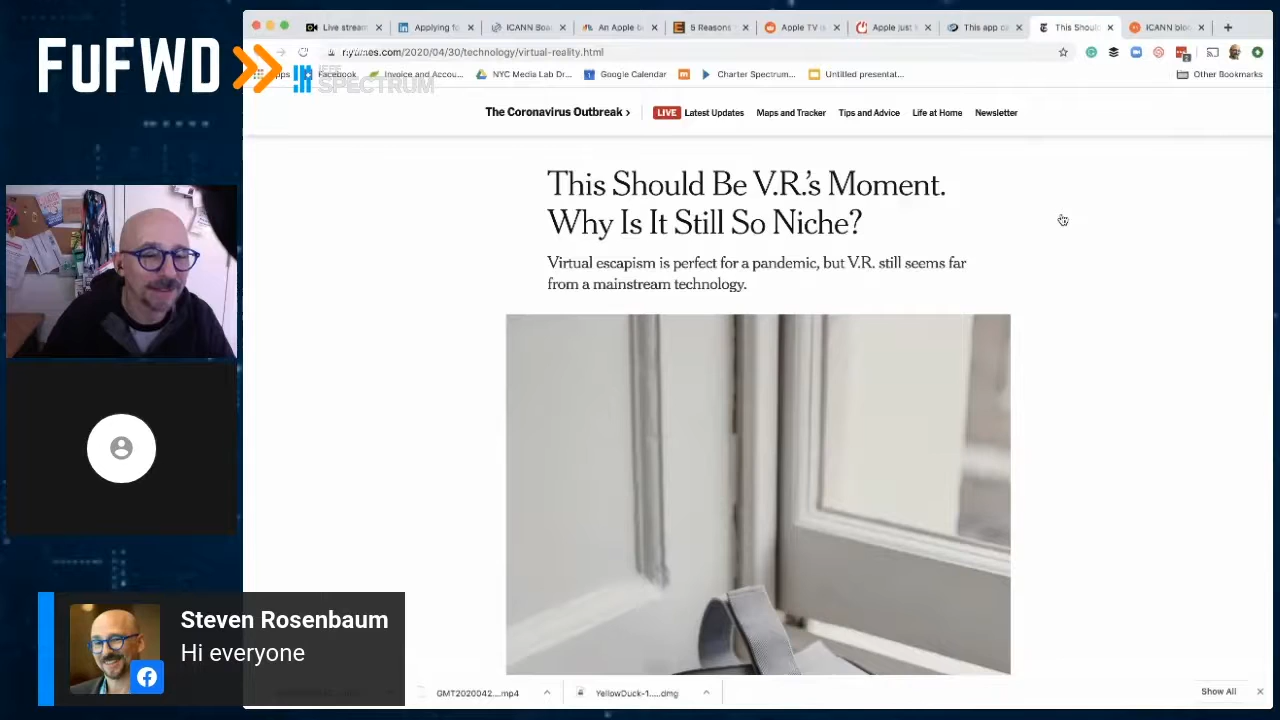 FUFWD
SPECTRUM
Live stream
Applying fo
ICANN Boa
An Apple b
5 Reasons
Apple TV is
Apple just
This app ca
This Shoul
ICANN bloc
nytimes.com/2020/04/30/technology/virtual-reality.html
Facebook
Invoice and Accou...
NYC Media Lab Dr...
Google Calendar
m
Charter Spectrum...
Untitled presentat...
Other Bookmarks
The Coronavirus Outbreak ›
LIVE Latest Updates
Maps and Tracker
Tips and Advice
Life at Home
Newsletter
This Should Be V.R.'s Moment.
Why Is It Still So Niche?
Virtual escapism is perfect for a pandemic, but V.R. still seems far
from a mainstream technology.
Steven Rosenbaum
Hi everyone
GMT2020042....mp4
YellowDuck-1.....dmg
Show All